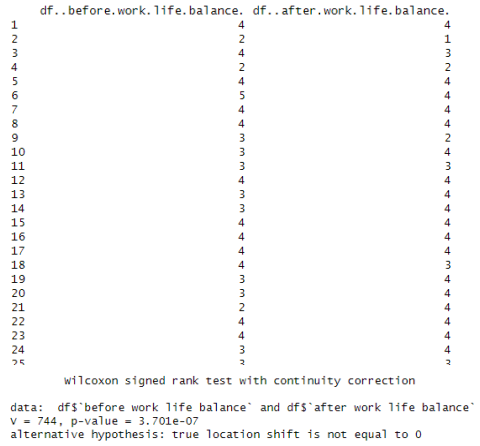 df..before.work.life.balance. df..after.work.life.balance.
1 4 4
2 2 1
3 4 3
4 2 2
5 4 4
6 5 4
7 4 4
8 4 4
9 3 2
10 3 4
11 3 3
12 4 4
13 3 4
14 3 4
15 4 4
16 4 4
17 4 4
18 4 3
19 3 4
20 3 4
21 2 4
22 4 4
23 4 4
24 3 4
25 3 3
Wilcoxon signed rank test with continuity correction
data: df$`before work life balance` and df$`after work life balance`
V = 744, p-value = 3.701e-07
alternative hypothesis: true location shift is not equal to 0